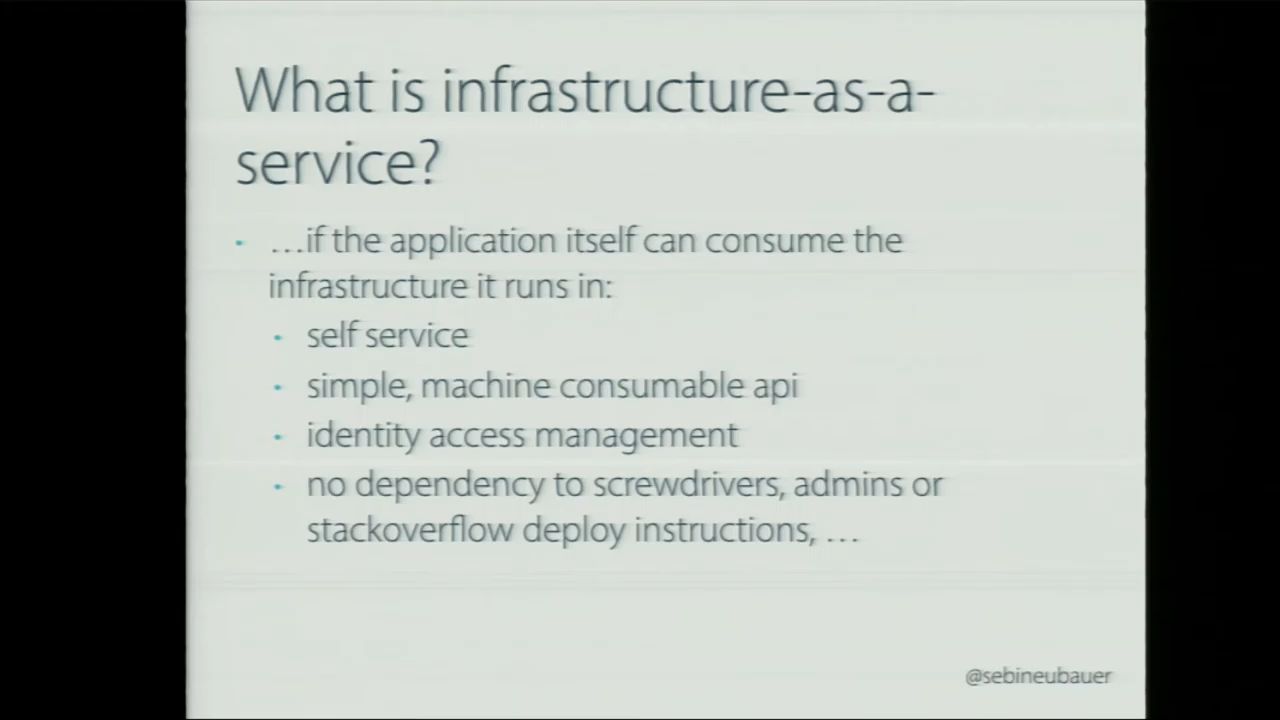 What is infrastructure-as-a-
service?
…if the application itself can consume the
infrastructure it runs in:
self service
simple, machine consumable api
identity access management
no dependency to screwdrivers, admins or
stackoverflow deploy instructions, …
@sebineubauer